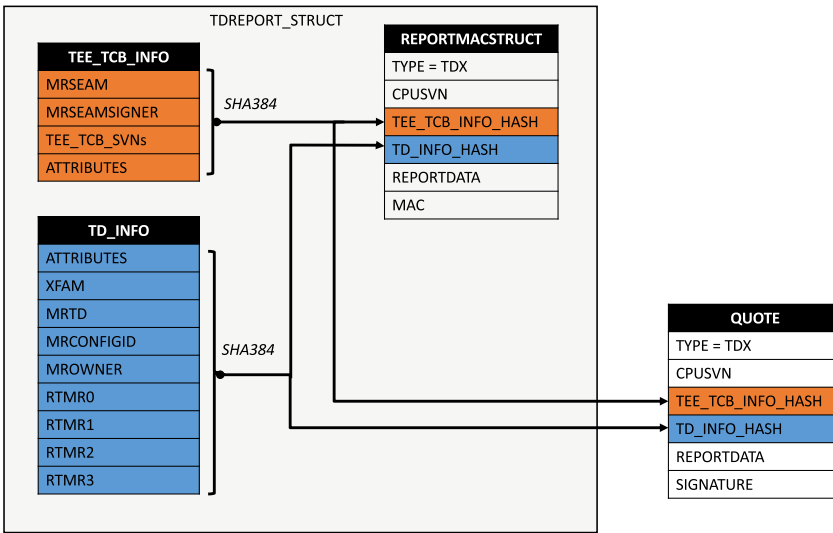 TDREPORT_STRUCT
TEE_TCB_INFO
MRSEAM
MRSEAMSIGNER
TEE_TCB_SVNs
ATTRIBUTES
SHA384
REPORTMACSTRUCT
TYPE = TDX
CPUSVN
TEE_TCB_INFO_HASH
TD_INFO_HASH
REPORTDATA
MAC
TD_INFO
ATTRIBUTES
XFAM
MRTD
MRCONFIGID
MROWNER
RTMR0
RTMR1
RTMR2
RTMR3
SHA384
QUOTE
TYPE = TDX
CPUSVN
TEE_TCB_INFO_HASH
TD_INFO_HASH
REPORTDATA
SIGNATURE